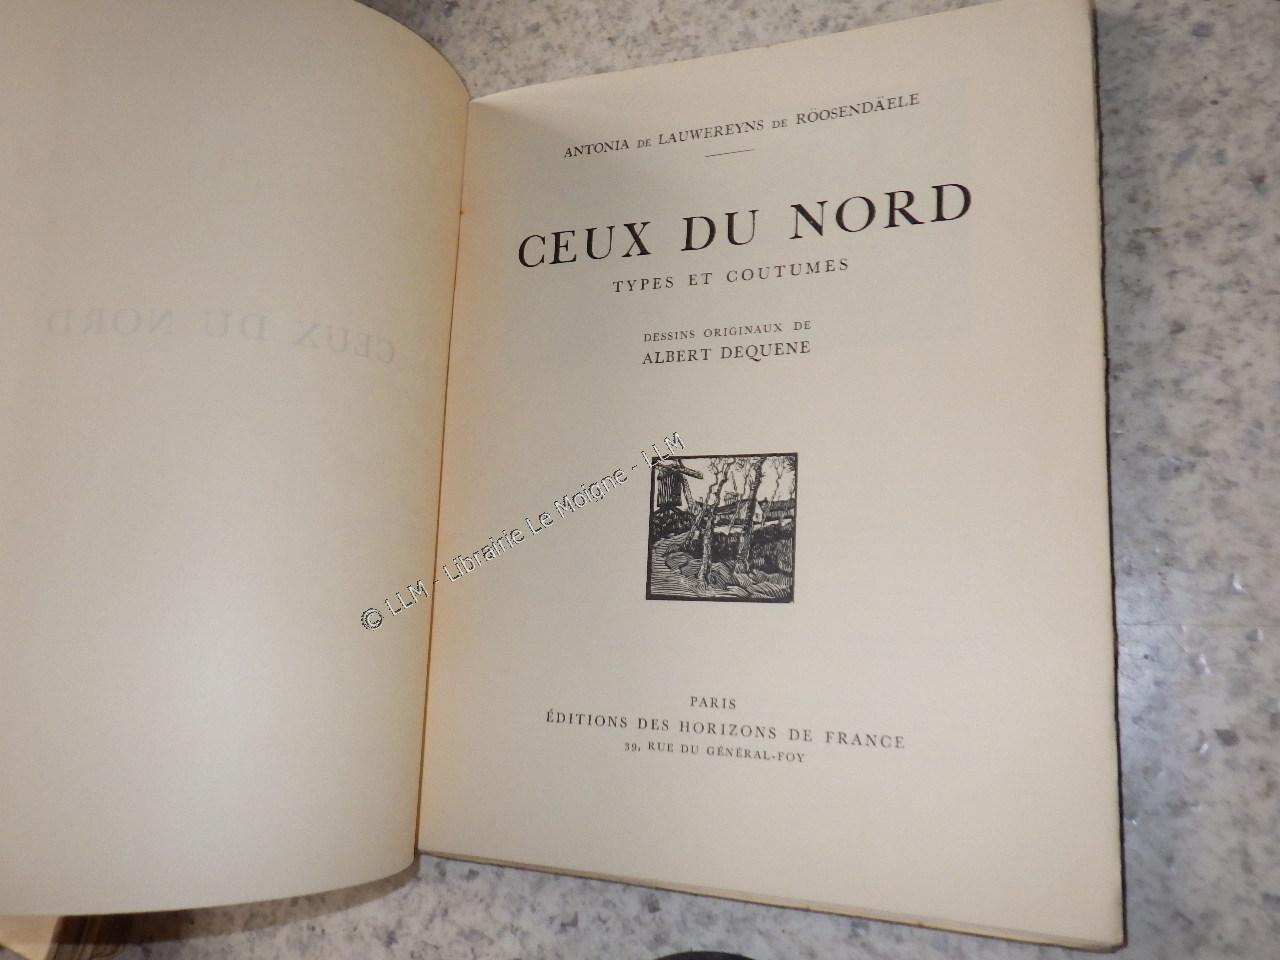 ANTONIA DE LAUWEREYNS DE RÖOSENDÄELE
CEUX DU NORD
TYPES ET COUTUMES
DESSINS ORIGINAUX DE
ALBERT DEQUENE
© LLM - Librairie Le Moigne - LLM
PARIS
ÉDITIONS DES HORIZONS DE FRANCE
39, RUE DU GÉNÉRAL-FOY
CEUX DU NORD